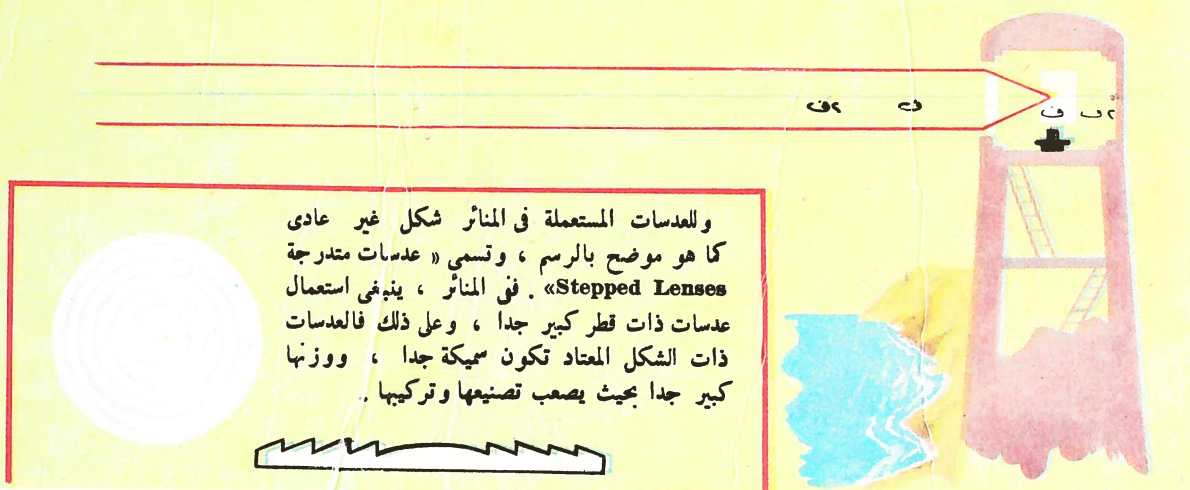 ٢ف ف
ف ٢ف
وللعدسات المستعملة فى المنائر شكل غير عادى
كما هو موضح بالرسم ، وتسمى « عدسات متدرجة
Stepped Lenses» . ففى المنائر ، ينبغى استعمال
عدسات ذات قطر كبير جدا ، وعلى ذلك فالعدسات
ذات الشكل المعتاد تكون سميكة جدا ، ووزنها
كبير جدا بحيث يصعب تصنيعها وتركيبها .